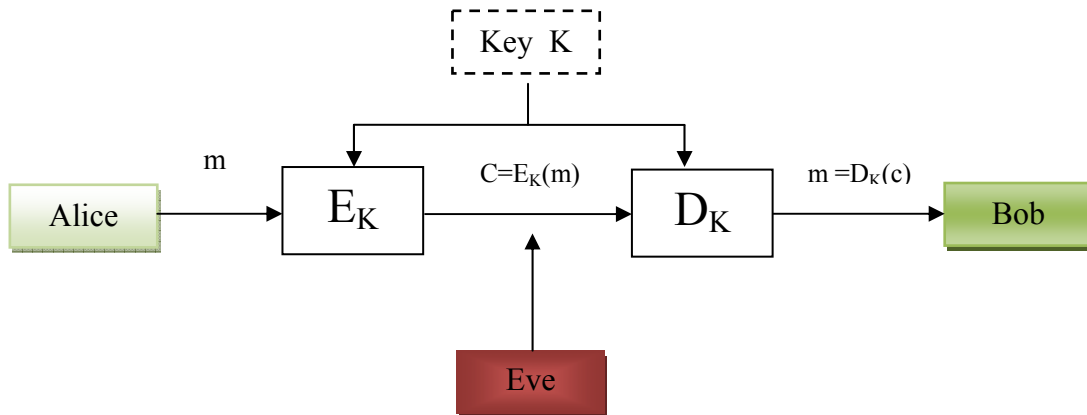 Key K
m
C=E_K(m)
m =D_K(c)
Alice
E_K
D_K
Bob
Eve